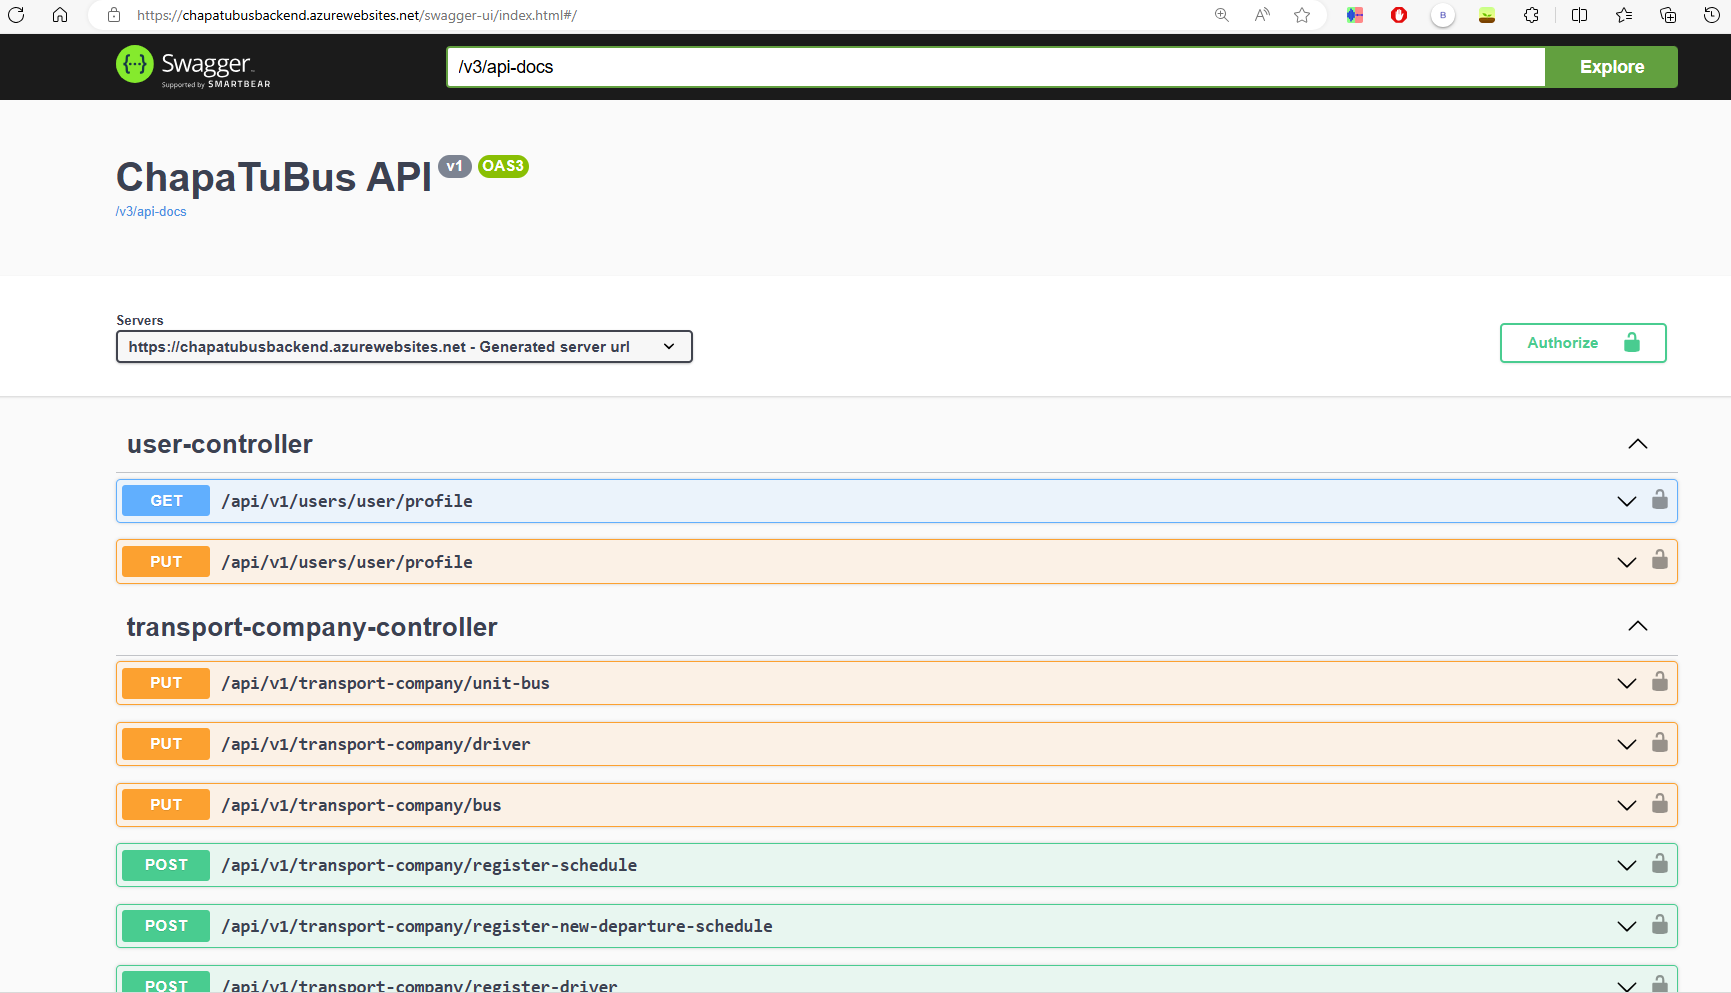 https://chapatubusbackend.azurewebsites.net/swagger-ui/index.html#/
A
B
{···} Swagger
Supported by SMARTBEAR
/v3/api-docs
Explore
ChapaTuBus API v1 OAS3
/v3/api-docs
Servers
https://chapatubusbackend.azurewebsites.net - Generated server url
Authorize
user-controller
GET /api/v1/users/user/profile
PUT /api/v1/users/user/profile
transport-company-controller
PUT /api/v1/transport-company/unit-bus
PUT /api/v1/transport-company/driver
PUT /api/v1/transport-company/bus
POST /api/v1/transport-company/register-schedule
POST /api/v1/transport-company/register-new-departure-schedule
POST /api/v1/transport-company/register-driver